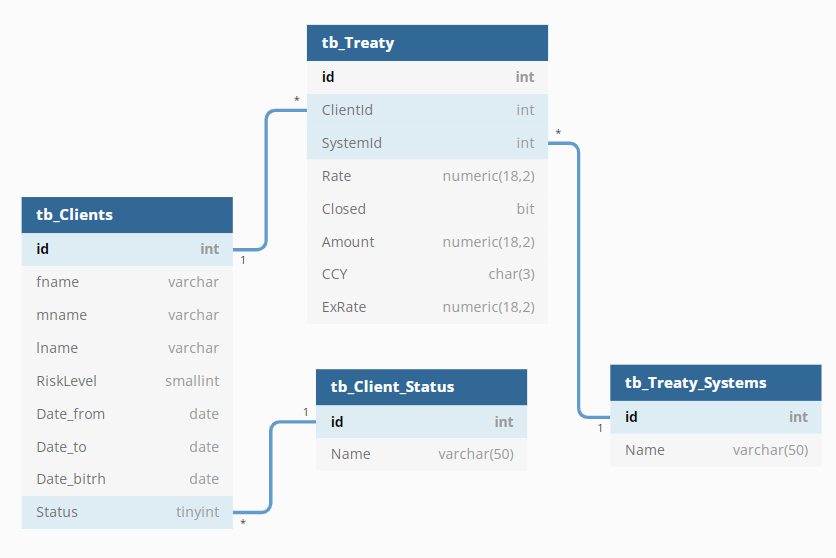 tb_Treaty
id int
* ClientId int
SystemId int *
Rate numeric(18,2)
Closed bit
Amount numeric(18,2)
CCY char(3)
ExRate numeric(18,2)
tb_Clients
id int 1
fname varchar
mname varchar
lname varchar
RiskLevel smallint
Date_from date
Date_to date
Date_bitrh date
Status tinyint *
tb_Client_Status
1 id int
Name varchar(50)
tb_Treaty_Systems
1 id int
Name varchar(50)